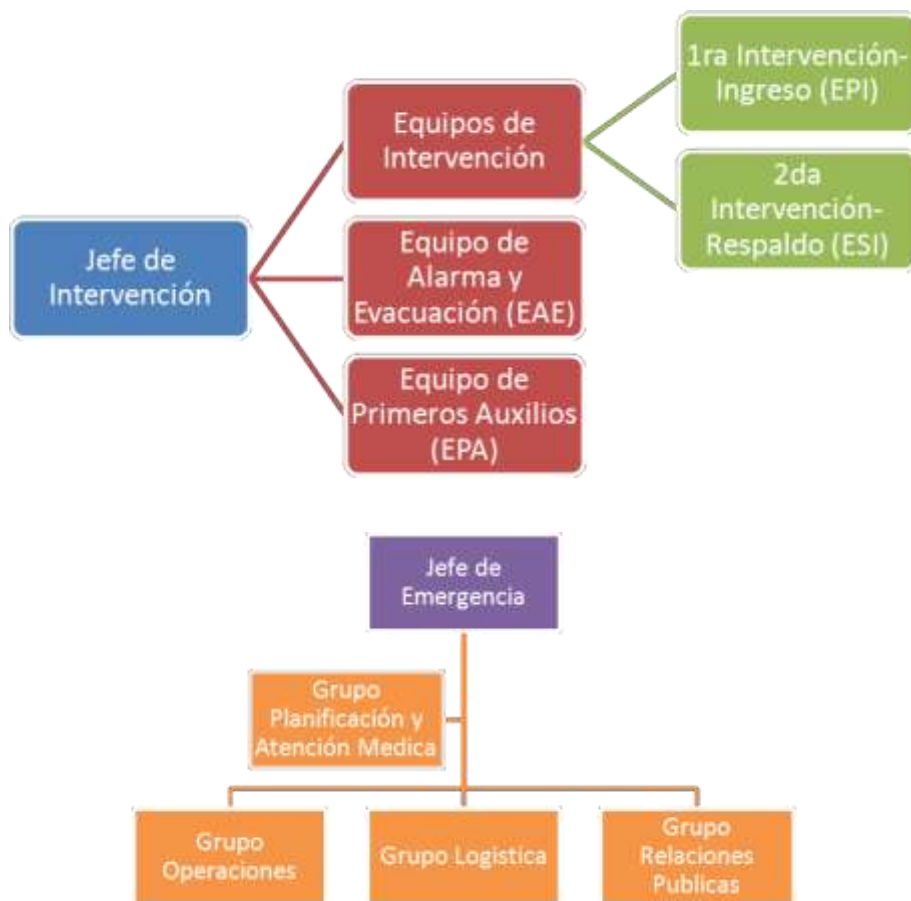 1ra Intervención-
Ingreso (EPI)
Equipos de
Intervención
2da
Intervención-
Respaldo (ESI)
Jefe de
Intervención
Equipo de
Alarma y
Evacuación (EAE)
Equipo de
Primeros Auxilios
(EPA)
Jefe de
Emergencia
Grupo
Planificación y
Atención Medica
Grupo
Operaciones
Grupo Logistica
Grupo
Relaciones
Publicas